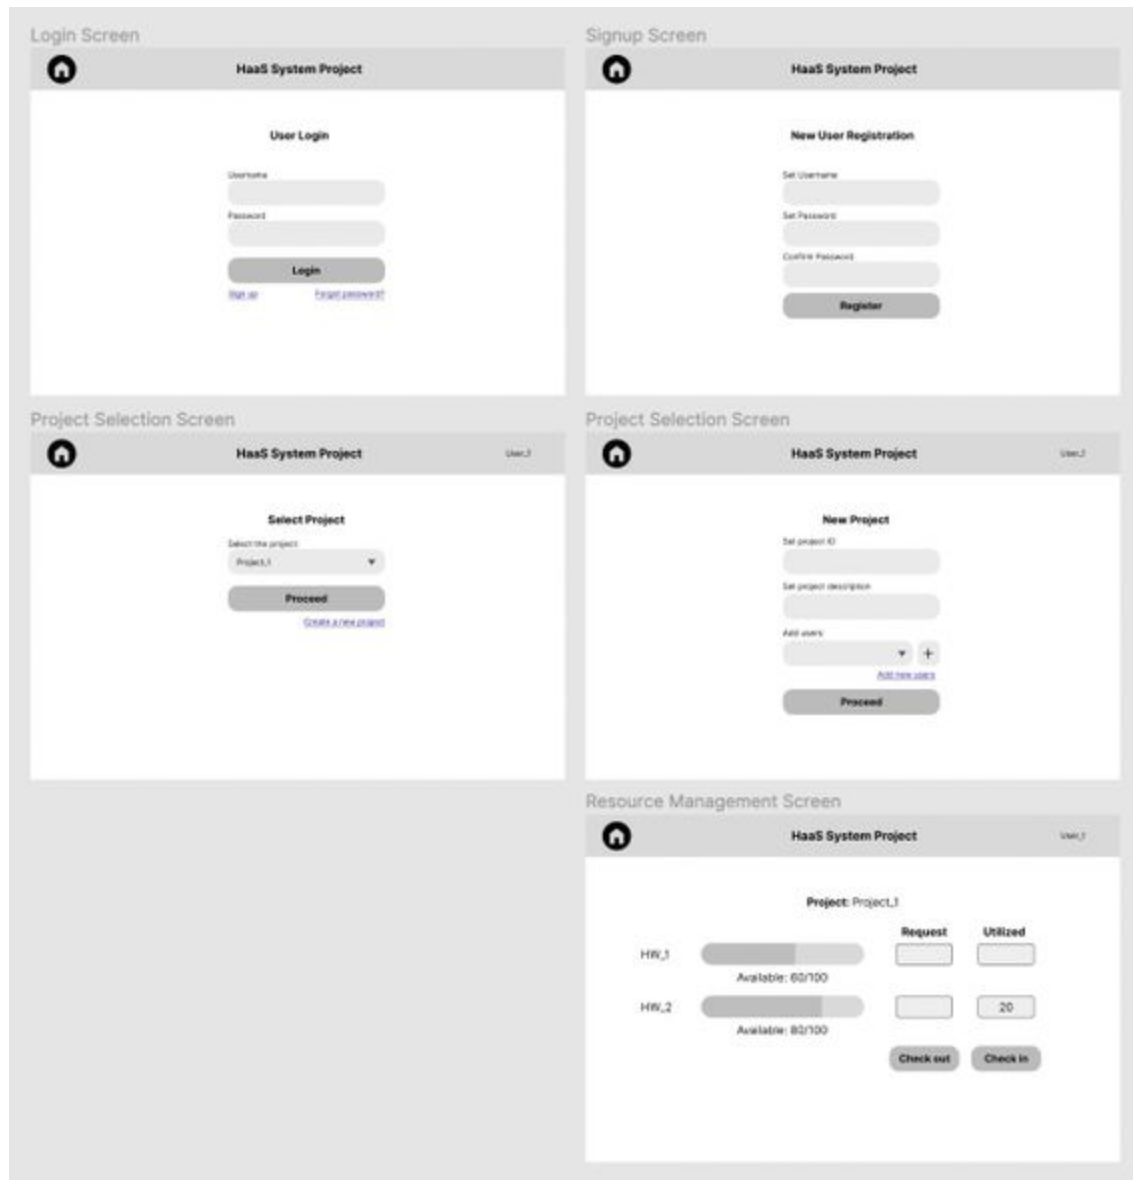 Login Screen
HaaS System Project
User Login
Username
Password
Login
Sign up
Forgot password?
Signup Screen
HaaS System Project
New User Registration
Set Username
Set Password
Confirm Password
Register
Project Selection Screen
HaaS System Project
User_1
Select Project
Select the project
Project_1
Proceed
Create a new project
Project Selection Screen
HaaS System Project
User_1
New Project
Set project ID
Set project description
Add users
+
Add new users
Proceed
Resource Management Screen
HaaS System Project
User_1
Project: Project_1
Request Utilized
HW_1
Available: 60/100
HW_2 20
Available: 80/100
Check out Check in